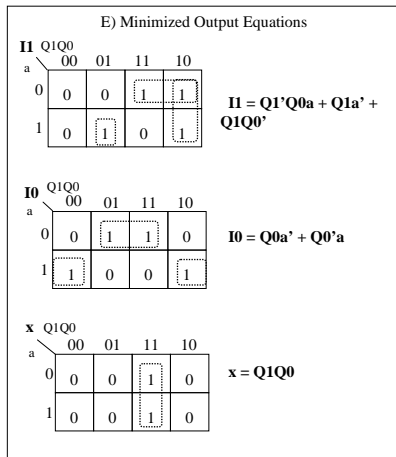 E) Minimized Output Equations
I1 Q1Q0
a 00 01 11 10
0 0 0 1 1
1 0 1 0 1
I1 = Q1’Q0a + Q1a’ +
Q1Q0’
I0 Q1Q0
a 00 01 11 10
0 0 1 1 0
1 1 0 0 1
I0 = Q0a’ + Q0’a
x Q1Q0
a 00 01 11 10
0 0 0 1 0
1 0 0 1 0
x = Q1Q0